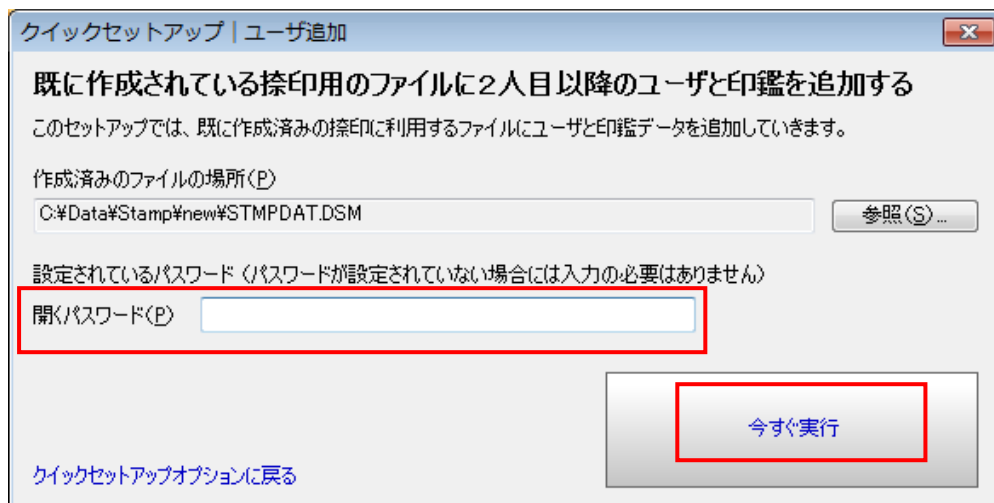 クイックセットアップ｜ユーザ追加
既に作成されている捺印用のファイルに２人目以降のユーザと印鑑を追加する
このセットアップでは、既に作成済みの捺印に利用するファイルにユーザと印鑑データを追加していきます。
作成済みのファイルの場所(P)
C:¥Data¥Stamp¥new¥STMPDAT.DSM
参照(S)...
設定されているパスワード（パスワードが設定されていない場合には入力の必要はありません）
開くパスワード(P)
今すぐ実行
クイックセットアップオプションに戻る